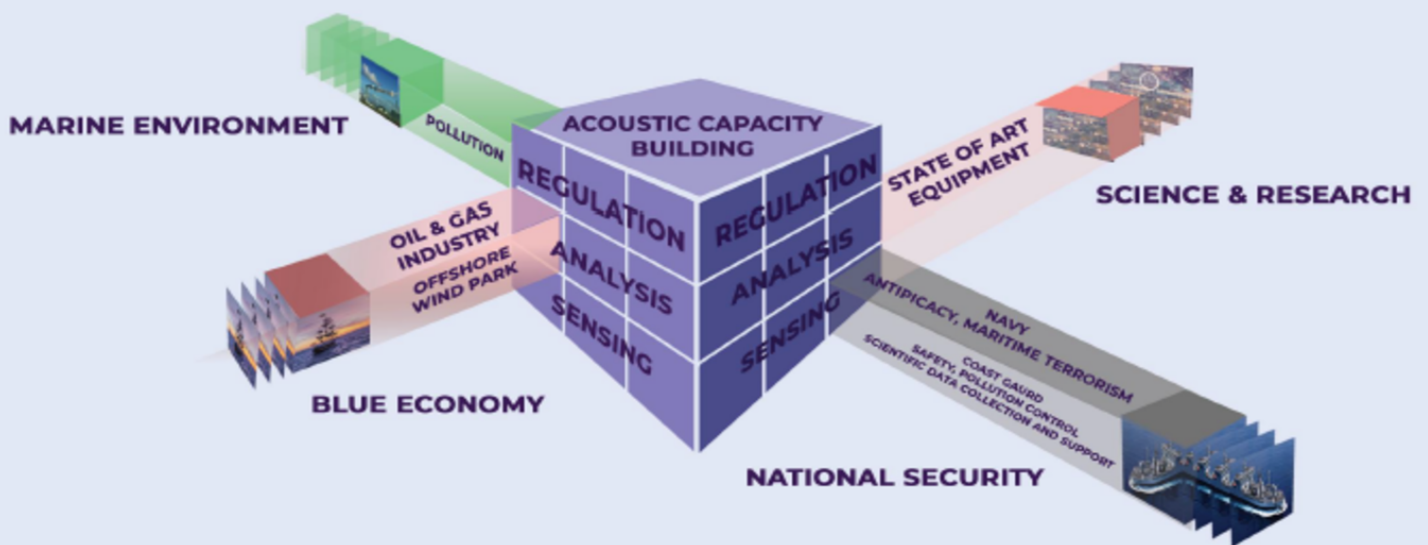 MARINE ENVIRONMENT
POLLUTION
ACOUSTIC CAPACITY
BUILDING
REGULATION
ANALYSIS
SENSING
REGULATION
ANALYSIS
SENSING
STATE OF ART
EQUIPMENT
SCIENCE & RESEARCH
OIL & GAS
INDUSTRY
OFFSHORE
WIND PARK
BLUE ECONOMY
NAVY
ANTIPICACY, MARITIME TERRORISM
COAST GAURD
SAFETY, POLLUTION CONTROL
SCIENTIFIC DATA COLLECTION AND SUPPORT
NATIONAL SECURITY